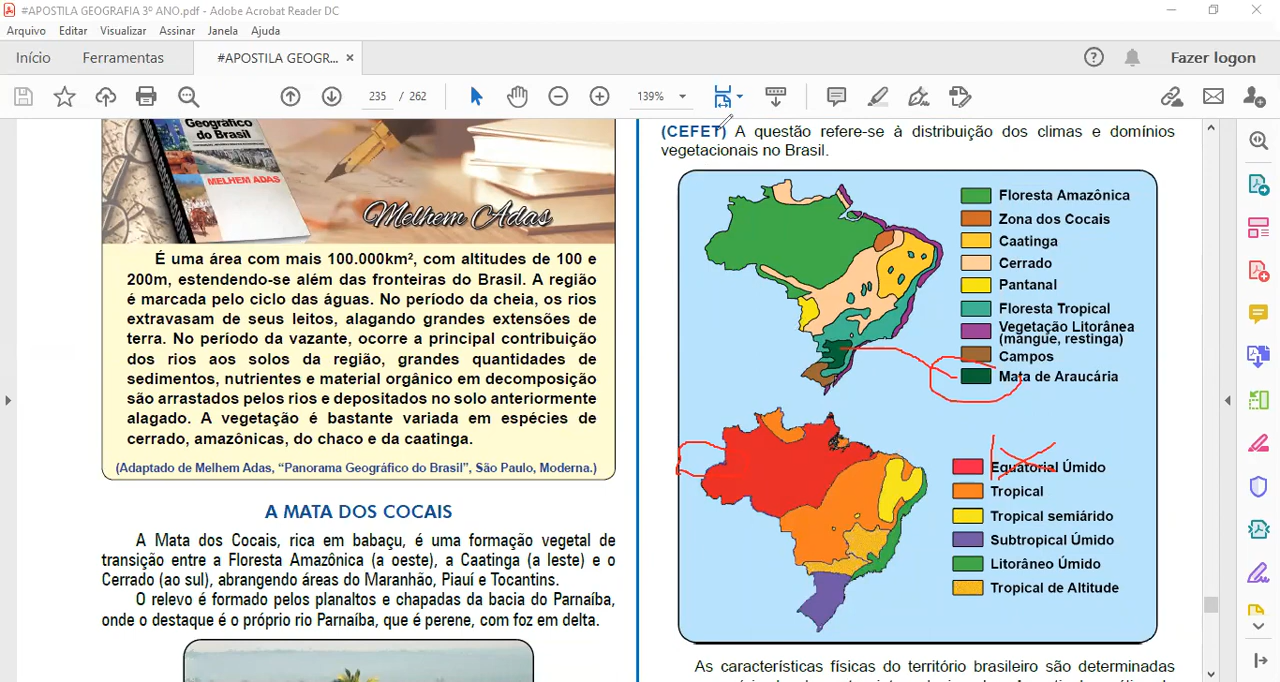 #APOSTILA GEOGRAFIA 3º ANO.pdf - Adobe Acrobat Reader DC
Arquivo Editar Visualizar Assinar Janela Ajuda
Início Ferramentas #APOSTILA GEOGR... × Fazer logon
235 / 262 139%
Geográfico
do Brasil
MELHEM ADAS
Melhem Adas
É uma área com mais 100.000km², com altitudes de 100 e
200m, estendendo-se além das fronteiras do Brasil. A região
é marcada pelo ciclo das águas. No período da cheia, os rios
extravasam de seus leitos, alagando grandes extensões de
terra. No período da vazante, ocorre a principal contribuição
dos rios aos solos da região, grandes quantidades de
sedimentos, nutrientes e material orgânico em decomposição
são arrastados pelos rios e depositados no solo anteriormente
alagado. A vegetação é bastante variada em espécies de
cerrado, amazônicas, do chaco e da caatinga.
(Adaptado de Melhem Adas, “Panorama Geográfico do Brasil”, São Paulo, Moderna.)
A MATA DOS COCAIS
A Mata dos Cocais, rica em babaçu, é uma formação vegetal de
transição entre a Floresta Amazônica (a oeste), a Caatinga (a leste) e o
Cerrado (ao sul), abrangendo áreas do Maranhão, Piauí e Tocantins.
O relevo é formado pelos planaltos e chapadas da bacia do Parnaíba,
onde o destaque é o próprio rio Parnaíba, que é perene, com foz em delta.
(CEFET) A questão refere-se à distribuição dos climas e domínios
vegetacionais no Brasil.
Floresta Amazônica
Zona dos Cocais
Caatinga
Cerrado
Pantanal
Floresta Tropical
Vegetação Litorânea
(mangue, restinga)
Campos
Mata de Araucária
Equatorial Úmido
Tropical
Tropical semiárido
Subtropical Úmido
Litorâneo Úmido
Tropical de Altitude
As características físicas do território brasileiro são determinadas